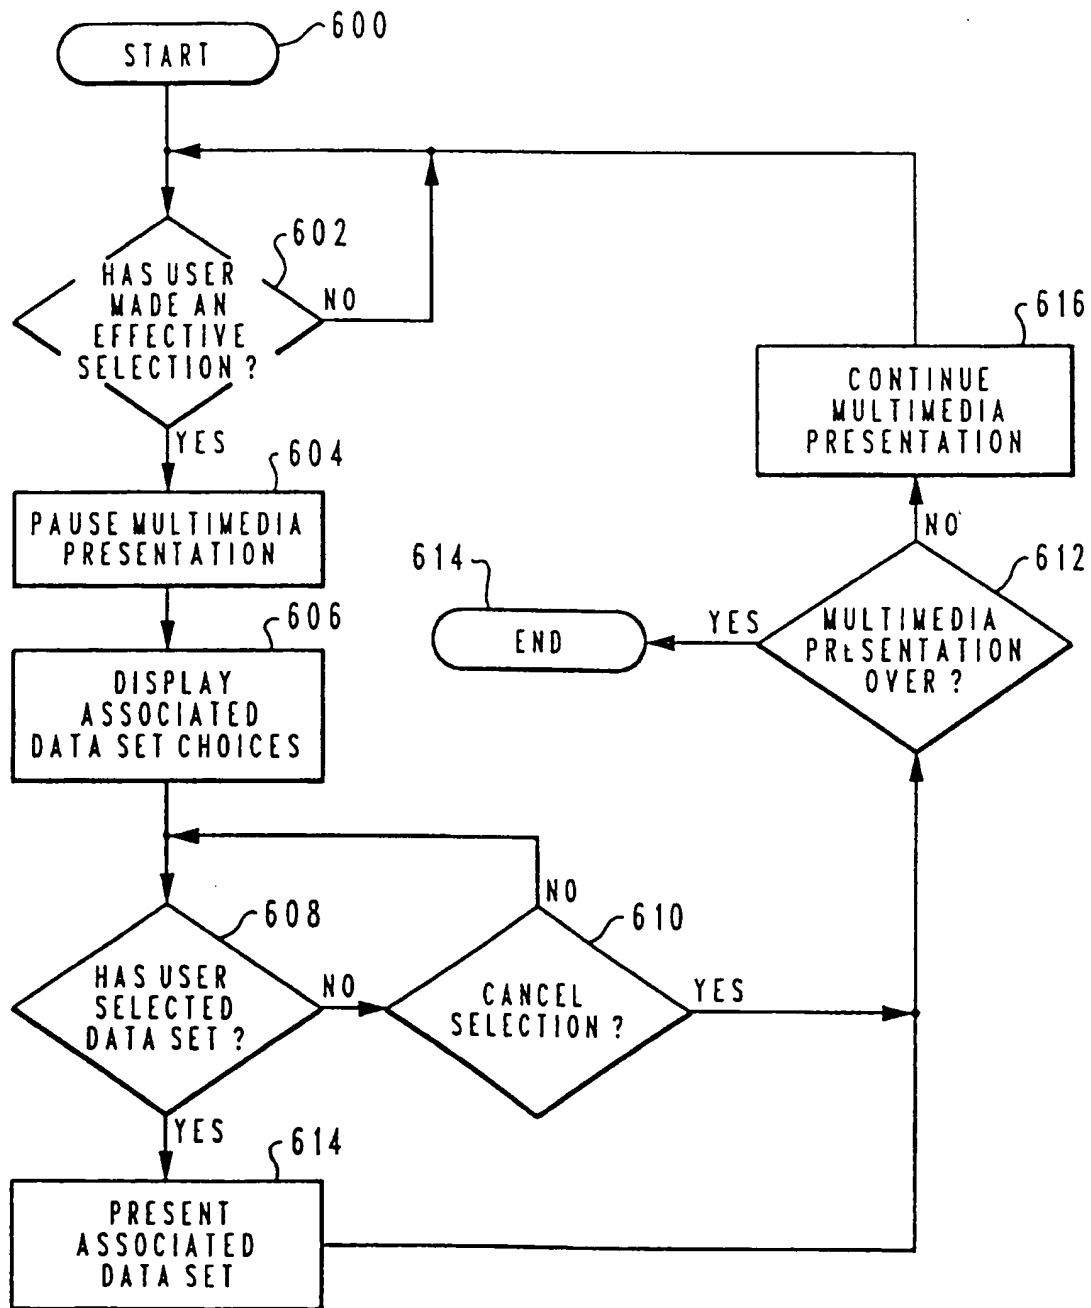 600
START
602
HAS USER
MADE AN
EFFECTIVE
SELECTION ?
NO
YES
604
PAUSE MULTIMEDIA
PRESENTATION
606
DISPLAY
ASSOCIATED
DATA SET CHOICES
608
HAS USER
SELECTED
DATA SET ?
NO
YES
610
CANCEL
SELECTION ?
NO
YES
614
PRESENT
ASSOCIATED
DATA SET
616
CONTINUE
MULTIMEDIA
PRESENTATION
NO
612
MULTIMEDIA
PRESENTATION
OVER ?
YES
614
END